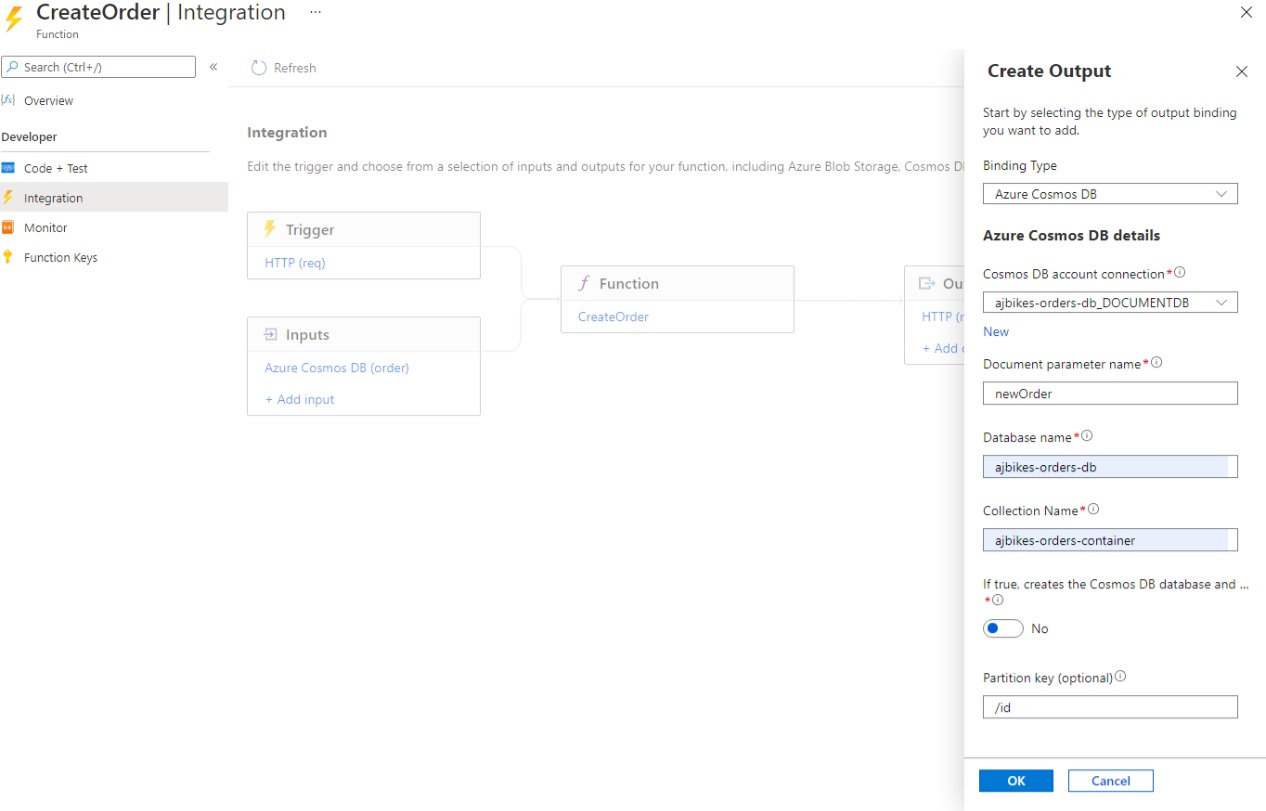 CreateOrder | Integration ...
Function
Search (Ctrl+/)
«
Refresh
Overview
Developer
Code + Test
Integration
Monitor
Function Keys
Integration
Edit the trigger and choose from a selection of inputs and outputs for your function, including Azure Blob Storage, Cosmos D
Trigger
HTTP (req)
Inputs
Azure Cosmos DB (order)
+ Add input
Function
CreateOrder
Ou
HTTP (r
+ Add
Create Output
Start by selecting the type of output binding
you want to add.
Binding Type
Azure Cosmos DB
Azure Cosmos DB details
Cosmos DB account connection*
ajbikes-orders-db_DOCUMENTDB
New
Document parameter name*
newOrder
Database name*
ajbikes-orders-db
Collection Name*
ajbikes-orders-container
If true, creates the Cosmos DB database and ...
*
No
Partition key (optional)
/id
OK
Cancel